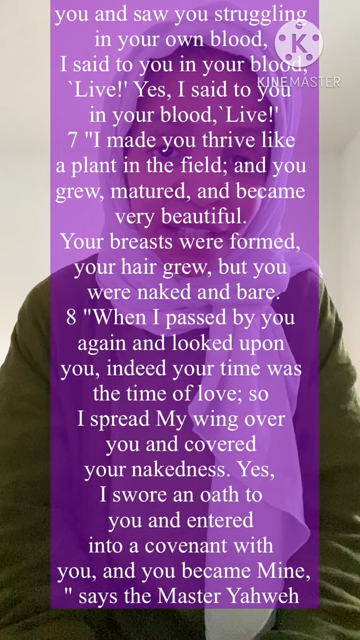 you and saw you struggling
in your own blood,
I said to you in your blood,
`Live!' Yes, I said to you
in your blood,`Live!'
7 "I made you thrive like
a plant in the field; and you
grew, matured, and became
very beautiful.
Your breasts were formed,
your hair grew, but you
were naked and bare.
8 "When I passed by you
again and looked upon
you, indeed your time was
the time of love; so
I spread My wing over
you and covered
your nakedness. Yes,
I swore an oath to
you and entered
into a covenant with
you, and you became Mine,
" says the Master Yahweh
K
KINEMASTER